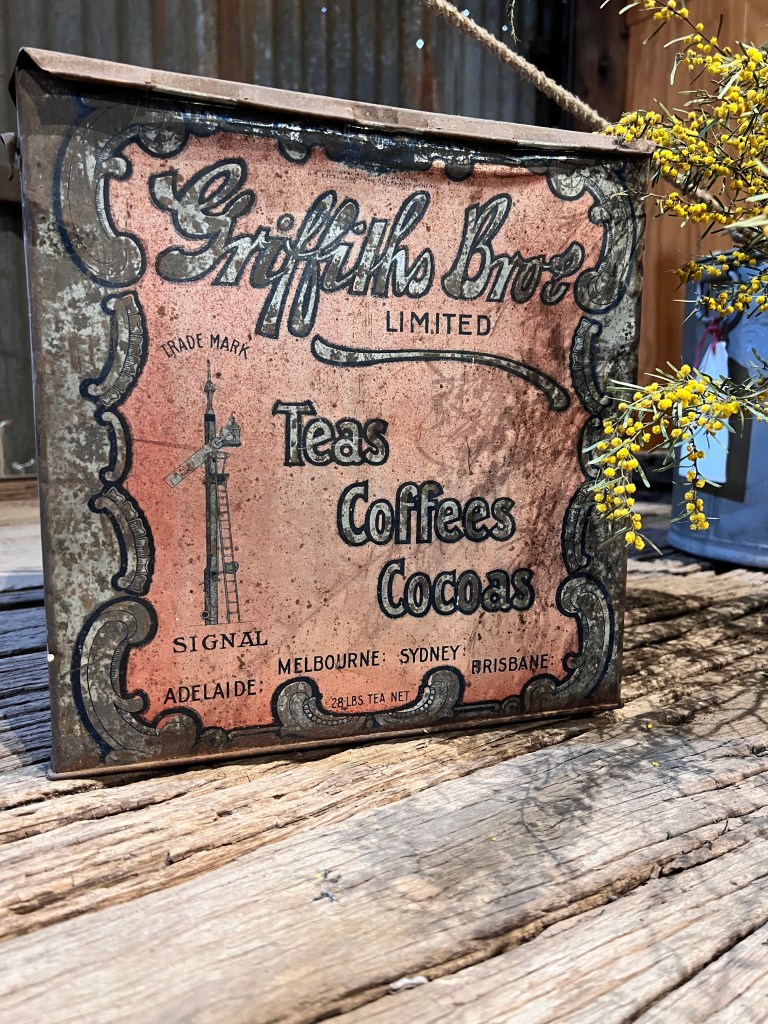 Griffiths Bros
LIMITED
TRADE MARK
Teas
Coffees
Cocoas
SIGNAL
ADELAIDE: MELBOURNE: SYDNEY: BRISBANE:
28 LBS. TEA NET.